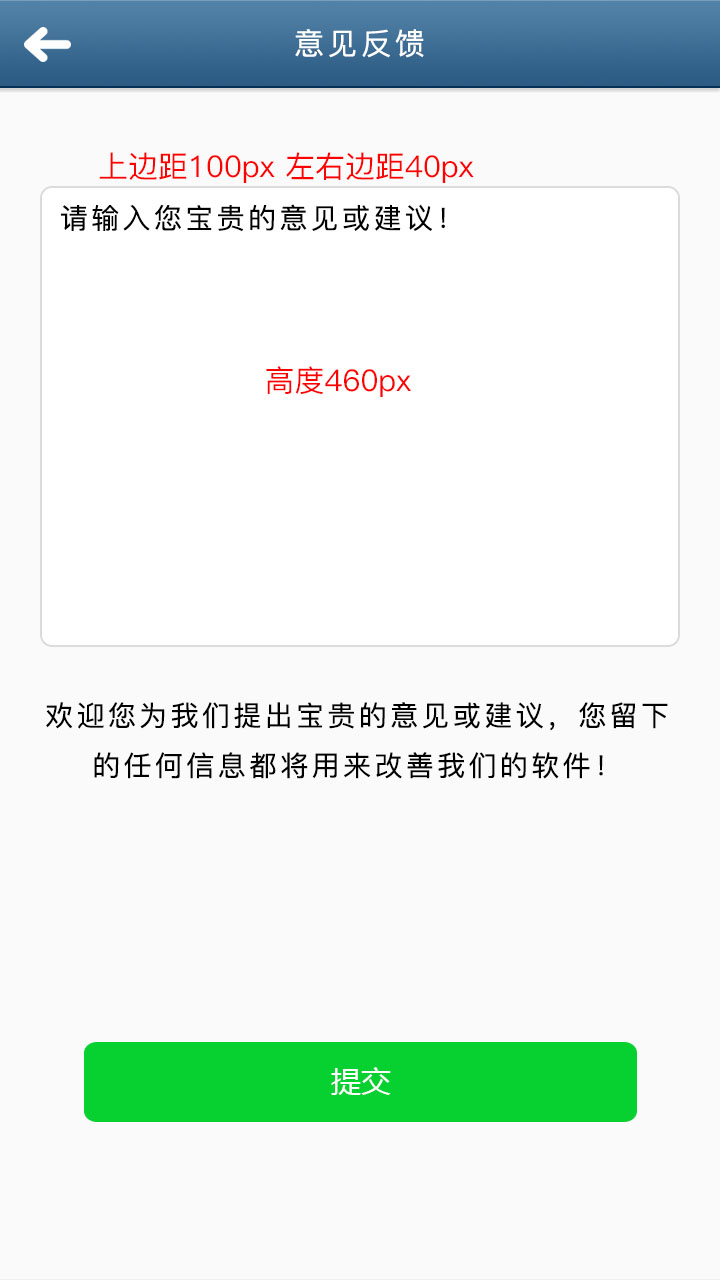 意见反馈
上边距100px 左右边距40px
请输入您宝贵的意见或建议！
高度460px
欢迎您为我们提出宝贵的意见或建议，您留下
的任何信息都将用来改善我们的软件！
提交